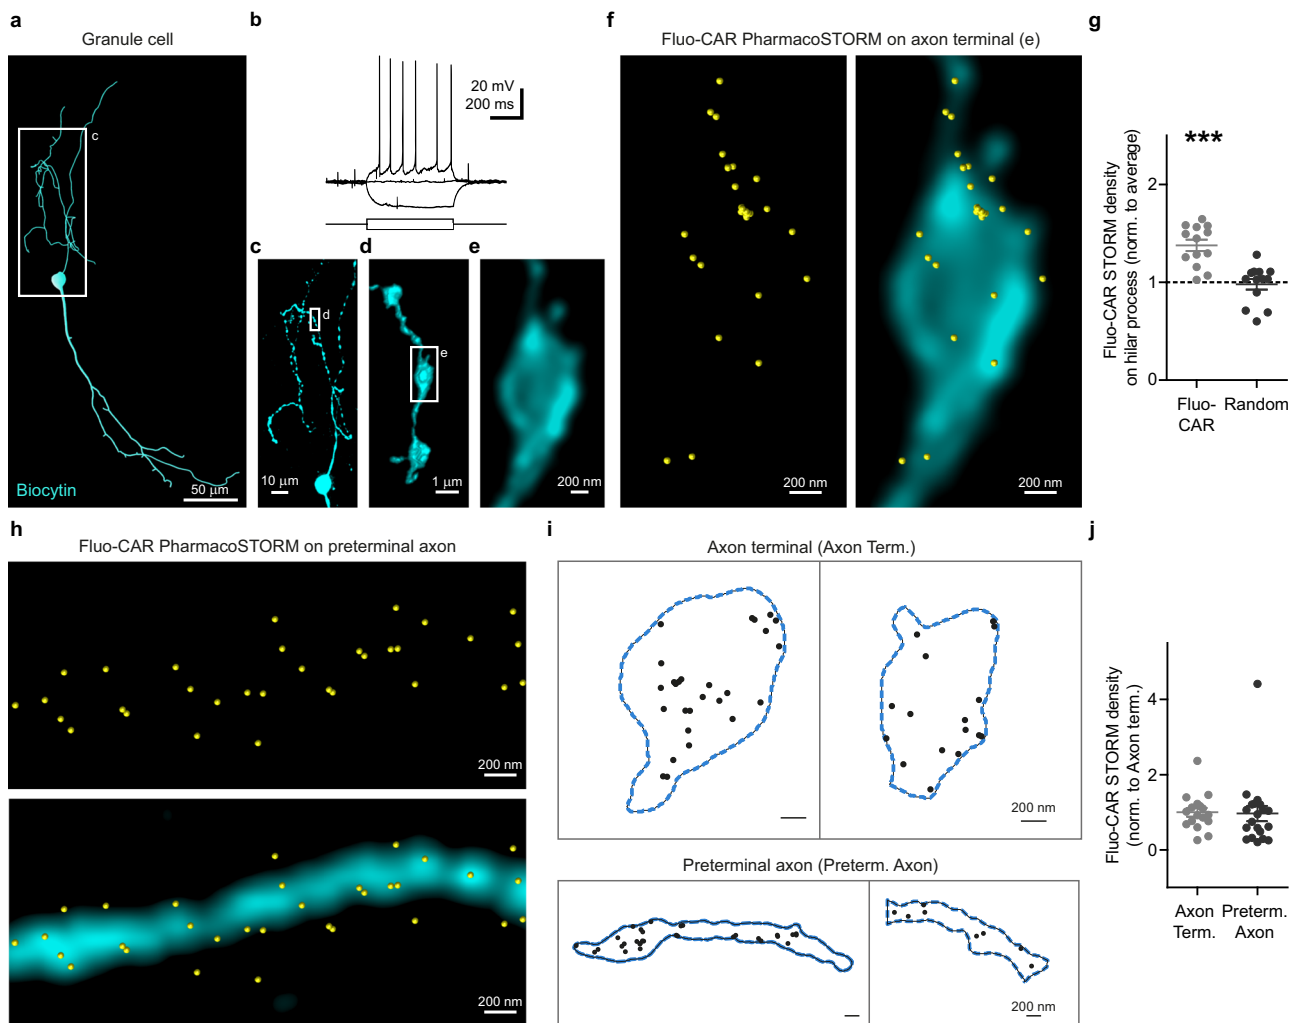 a
Granule cell
c
Biocytin
50 μm
b
20 mV
200 ms
c
d
10 μm
d
e
1 μm
e
200 nm
f
Fluo-CAR PharmacoSTORM on axon terminal (e)
200 nm
200 nm
g
Fluo-CAR STORM density
on hilar process (norm. to average)
***
2
1
0
Fluo-
CAR
Random
h
Fluo-CAR PharmacoSTORM on preterminal axon
200 nm
200 nm
i
Axon terminal (Axon Term.)
200 nm
Preterminal axon (Preterm. Axon)
200 nm
j
Fluo-CAR STORM density
(norm. to Axon term.)
4
2
0
Axon
Term.
Preterm.
Axon